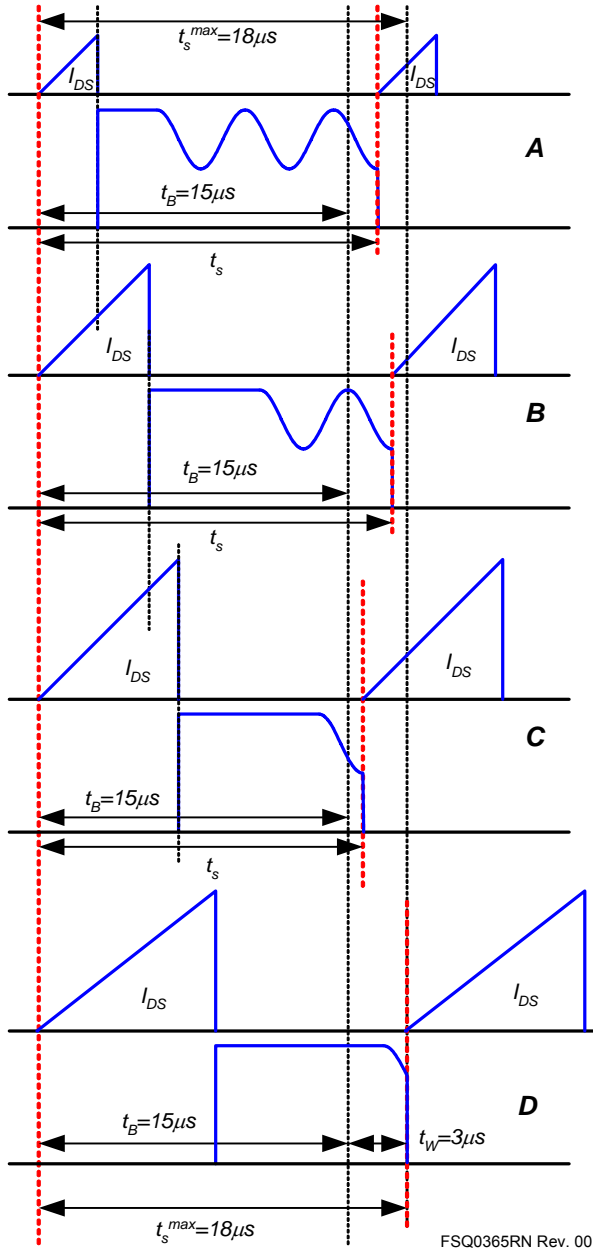 t_s^max=18μs
I_DS
I_DS
A
t_B=15μs
t_s
I_DS
I_DS
B
t_B=15μs
t_s
I_DS
I_DS
C
t_B=15μs
t_s
I_DS
I_DS
D
t_B=15μs
t_W=3μs
t_s^max=18μs
FSQ0365RN Rev. 00